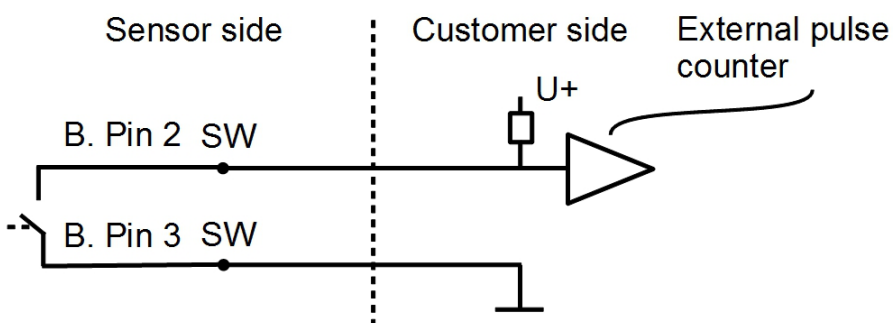 Sensor side
Customer side
External pulse
counter
U+
B. Pin 2 SW
B. Pin 3 SW